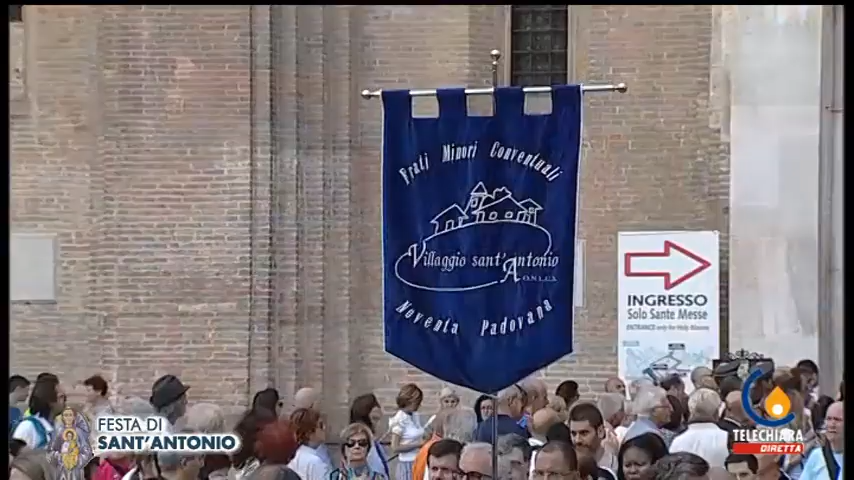 Frati Minori Conventuali
Villaggio sant'Antonio
O.N.L.U.S.
Noventa Padovana
INGRESSO
Solo Sante Messe
ENTRANCE only for Holy Masses
FESTA DI
SANT'ANTONIO
TELECHIARA
DIRETTA